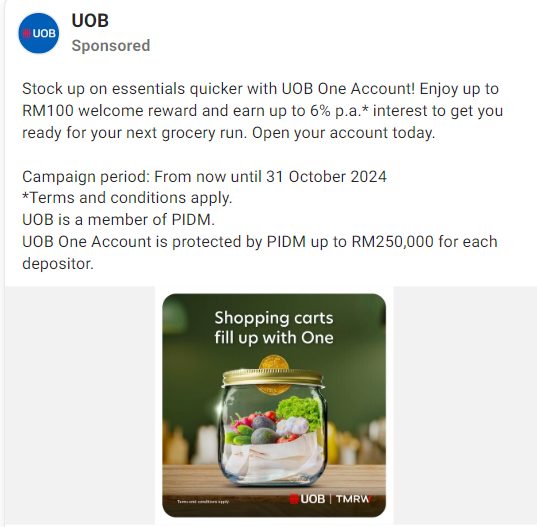 UOB
UOB
Sponsored
Stock up on essentials quicker with UOB One Account! Enjoy up to
RM100 welcome reward and earn up to 6% p.a.* interest to get you
ready for your next grocery run. Open your account today.
Campaign period: From now until 31 October 2024
*Terms and conditions apply.
UOB is a member of PIDM.
UOB One Account is protected by PIDM up to RM250,000 for each
depositor.
Shopping carts
fill up with One
Terms and conditions apply.
UOB | TMRW